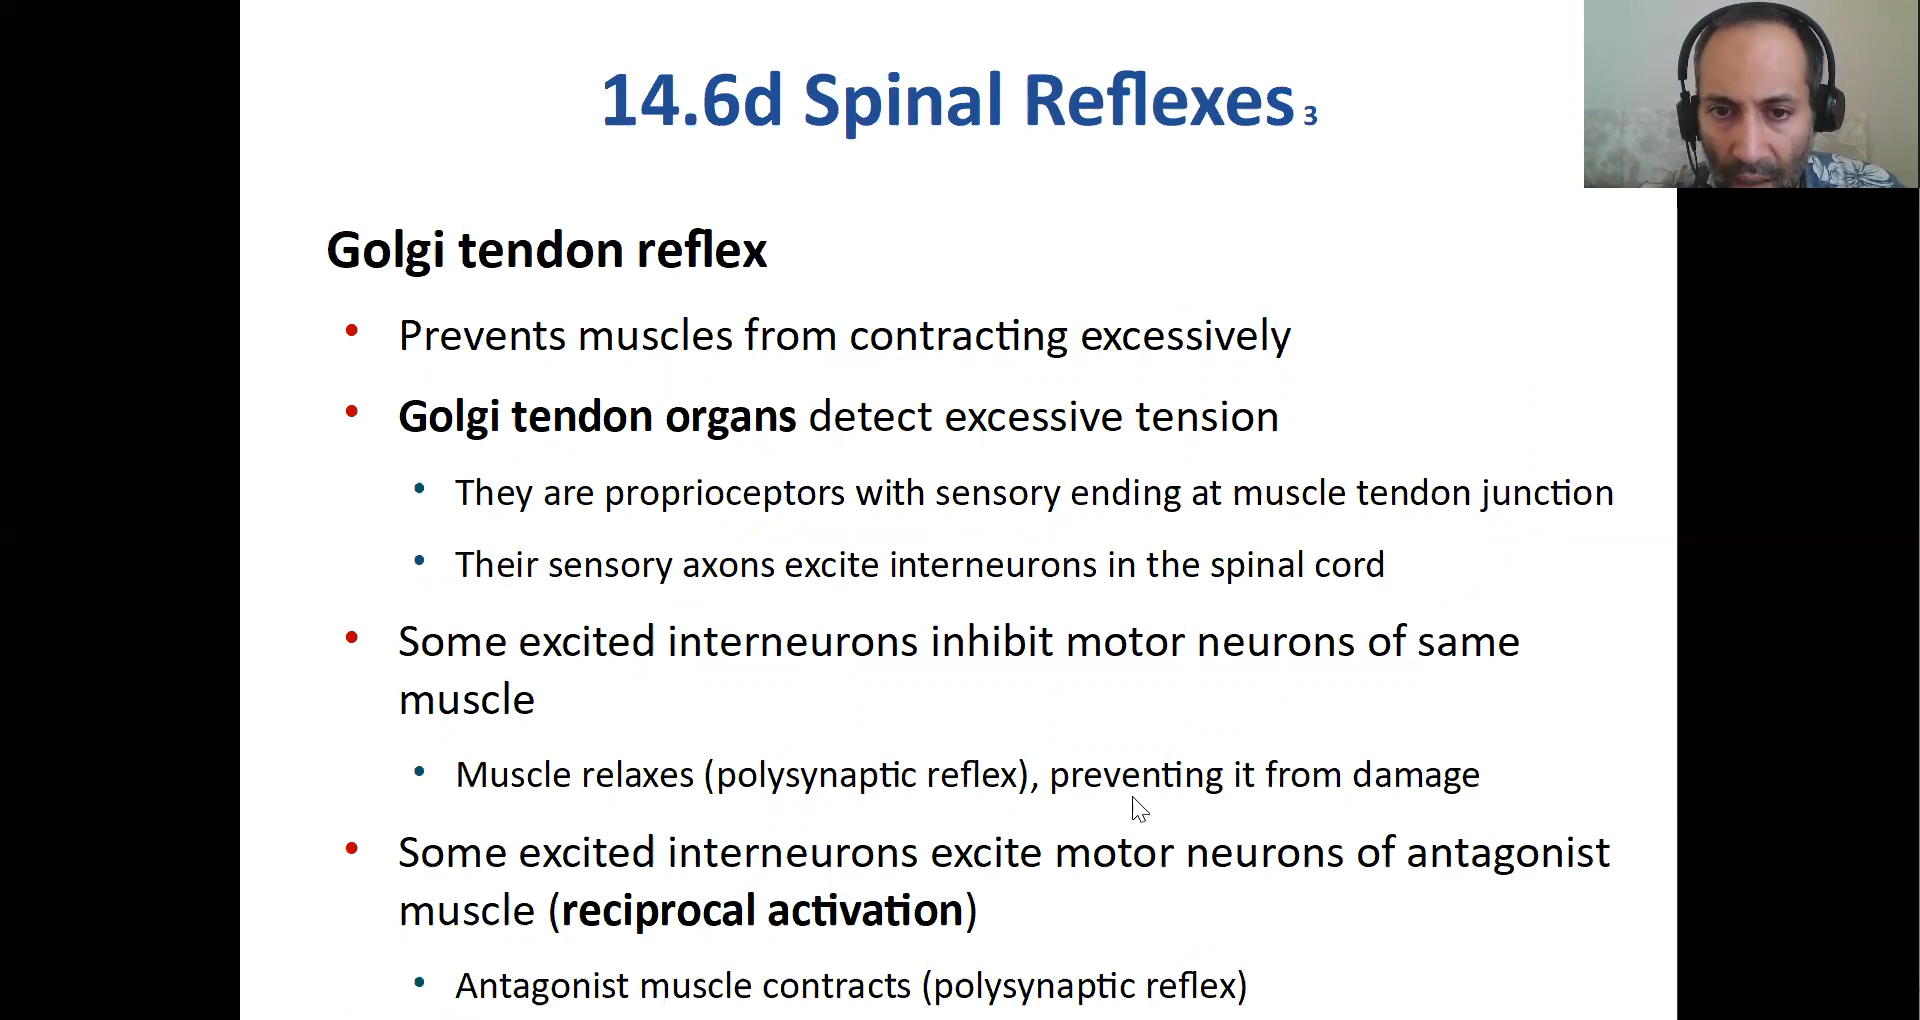 14.6d Spinal Reflexes 3
Golgi tendon reflex
• Prevents muscles from contracting excessively
• Golgi tendon organs detect excessive tension
• They are proprioceptors with sensory ending at muscle tendon junction
• Their sensory axons excite interneurons in the spinal cord
• Some excited interneurons inhibit motor neurons of same
muscle
• Muscle relaxes (polysynaptic reflex), preventing it from damage
• Some excited interneurons excite motor neurons of antagonist
muscle (reciprocal activation)
• Antagonist muscle contracts (polysynaptic reflex)